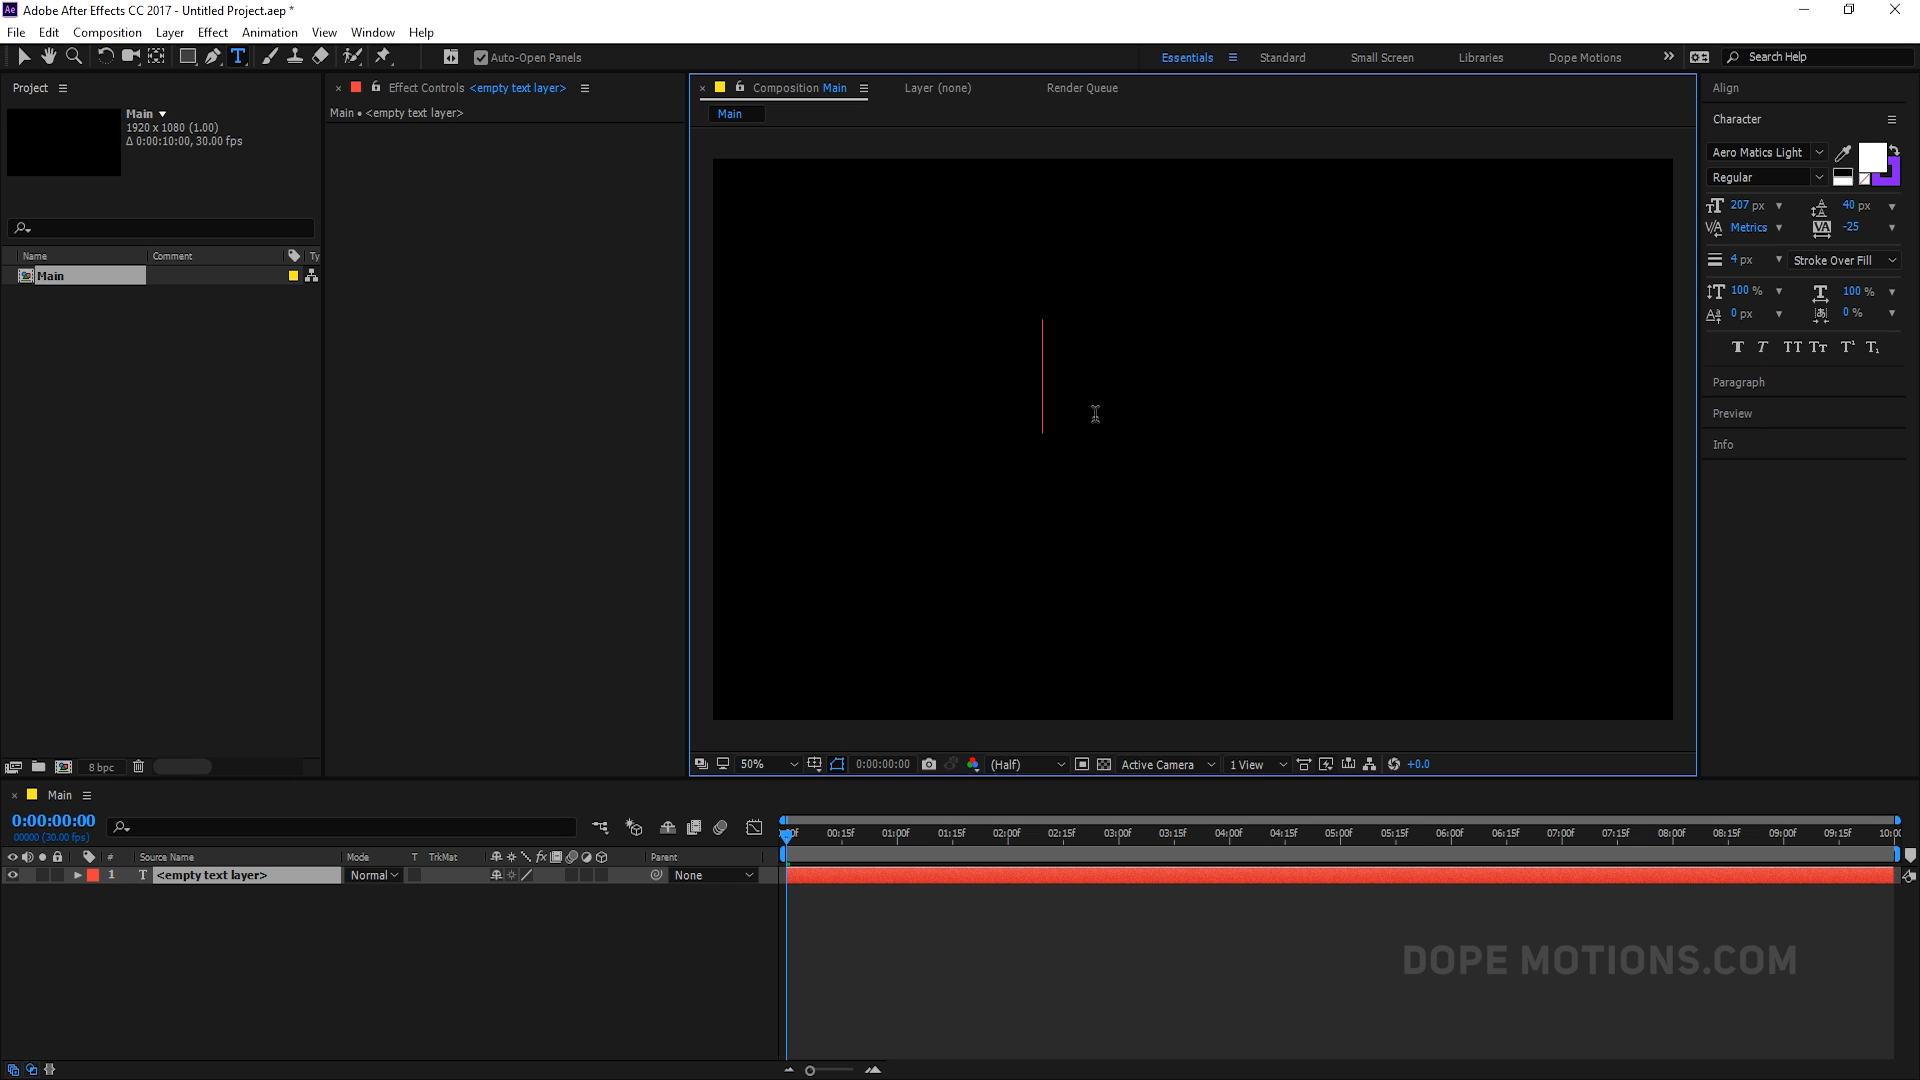 Ae Adobe After Effects CC 2017 - Untitled Project.aep *
File Edit Composition Layer Effect Animation View Window Help
Auto-Open Panels Essentials Standard Small Screen Libraries Dope Motions Search Help
Project
Effect Controls <empty text layer>
Composition Main Layer (none) Render Queue
Align
Main
1920 x 1080 (1.00)
Δ 0:00:10:00, 30.00 fps
Main • <empty text layer>
Main
Character
Aero Matics Light
Regular
207 px 40 px
Metrics -25
4 px Stroke Over Fill
100 % 100 %
0 px 0 %
T T TT Tr T¹ T₁
Paragraph
Preview
Info
Name Comment Ty
Main
8 bpc
50% 0:00:00:00 (Half) Active Camera 1 View +0.0
Main
0:00:00:00
00000 (30.00 fps)
00:15f 01:00f 01:15f 02:00f 02:15f 03:00f 03:15f 04:00f 04:15f 05:00f 05:15f 06:00f 06:15f 07:00f 07:15f 08:00f 08:15f 09:00f 09:15f
# Source Name Mode T TrkMat Parent
1 T <empty text layer> Normal None
DOPE MOTIONS.COM